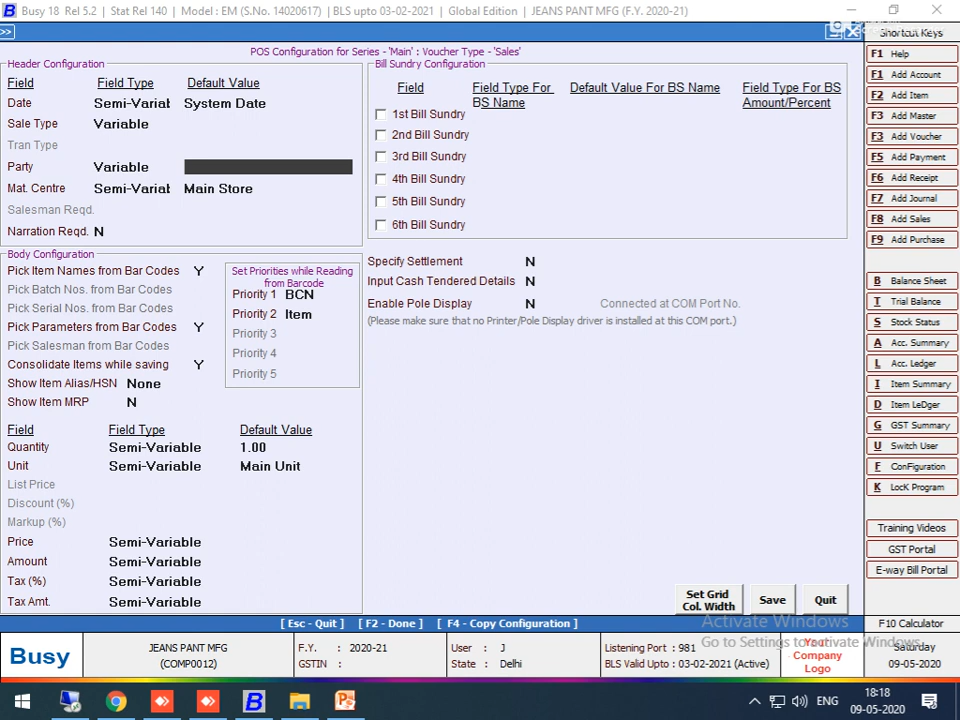 Busy 18 Rel 5.2 | Stat Rel 140 | Model : EM (S.No. 14020617) | BLS upto 03-02-2021 | Global Edition | JEANS PANT MFG (F.Y. 2020-21)
>>
POS Configuration for Series - 'Main' : Voucher Type - 'Sales'
Header Configuration
Field Field Type Default Value
Date Semi-Variab System Date
Sale Type Variable
Tran Type
Party Variable
Mat. Centre Semi-Variab Main Store
Salesman Reqd.
Narration Reqd. N
Bill Sundry Configuration
Field Field Type For BS Name Default Value For BS Name Field Type For BS Amount/Percent
1st Bill Sundry
2nd Bill Sundry
3rd Bill Sundry
4th Bill Sundry
5th Bill Sundry
6th Bill Sundry
Body Configuration
Pick Item Names from Bar Codes Y
Pick Batch Nos. from Bar Codes
Pick Serial Nos. from Bar Codes
Pick Parameters from Bar Codes Y
Pick Salesman from Bar Codes
Consolidate Items while saving Y
Show Item Alias/HSN None
Show Item MRP N
Set Priorities while Reading
from Barcode
Priority 1 BCN
Priority 2 Item
Priority 3
Priority 4
Priority 5
Specify Settlement N
Input Cash Tendered Details N
Enable Pole Display N Connected at COM Port No.
(Please make sure that no Printer/Pole Display driver is installed at this COM port.)
Field Field Type Default Value
Quantity Semi-Variable 1.00
Unit Semi-Variable Main Unit
List Price
Discount (%)
Markup (%)
Price Semi-Variable
Amount Semi-Variable
Tax (%) Semi-Variable
Tax Amt. Semi-Variable
Set Grid
Col. Width
Save
Quit
[ Esc - Quit ] [ F2 - Done ] [ F4 - Copy Configuration ]
Shortcut Keys
F1 Help
F1 Add Account
F2 Add Item
F3 Add Master
F3 Add Voucher
F5 Add Payment
F6 Add Receipt
F7 Add Journal
F8 Add Sales
F9 Add Purchase
B Balance Sheet
T Trial Balance
S Stock Status
A Acc. Summary
L Acc. Ledger
I Item Summary
D Item LeDger
G GST Summary
U Switch User
F ConFiguration
K LocK Program
Training Videos
GST Portal
E-way Bill Portal
F10 Calculator
Activate Windows
Go to Settings to activate Windows.
Busy
JEANS PANT MFG
(COMP0012)
F.Y. : 2020-21
GSTIN :
User : J
State : Delhi
Listening Port : 981
BLS Valid Upto : 03-02-2021 (Active)
Your
Company
Logo
Saturday
09-05-2020
B
ENG
18:18
09-05-2020